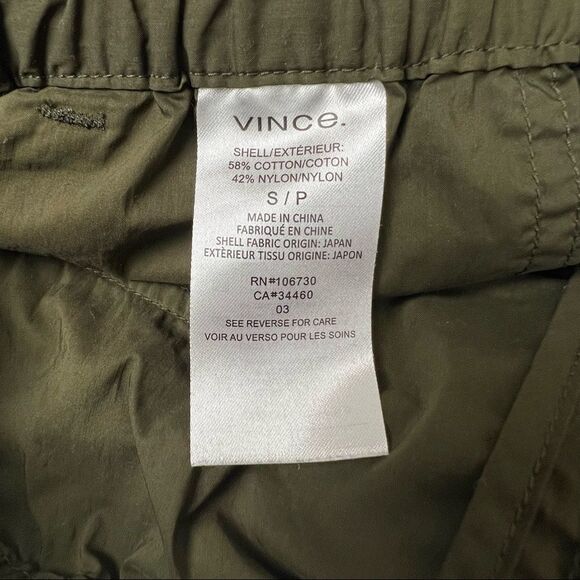 VINCe.
SHELL/EXTÉRIEUR:
58% COTTON/COTON
42% NYLON/NYLON
S / P
MADE IN CHINA
FABRIQUÉ EN CHINE
SHELL FABRIC ORIGIN: JAPAN
EXTÈRIEUR TISSU ORIGINE: JAPON
RN#106730
CA#34460
03
SEE REVERSE FOR CARE
VOIR AU VERSO POUR LES SOINS